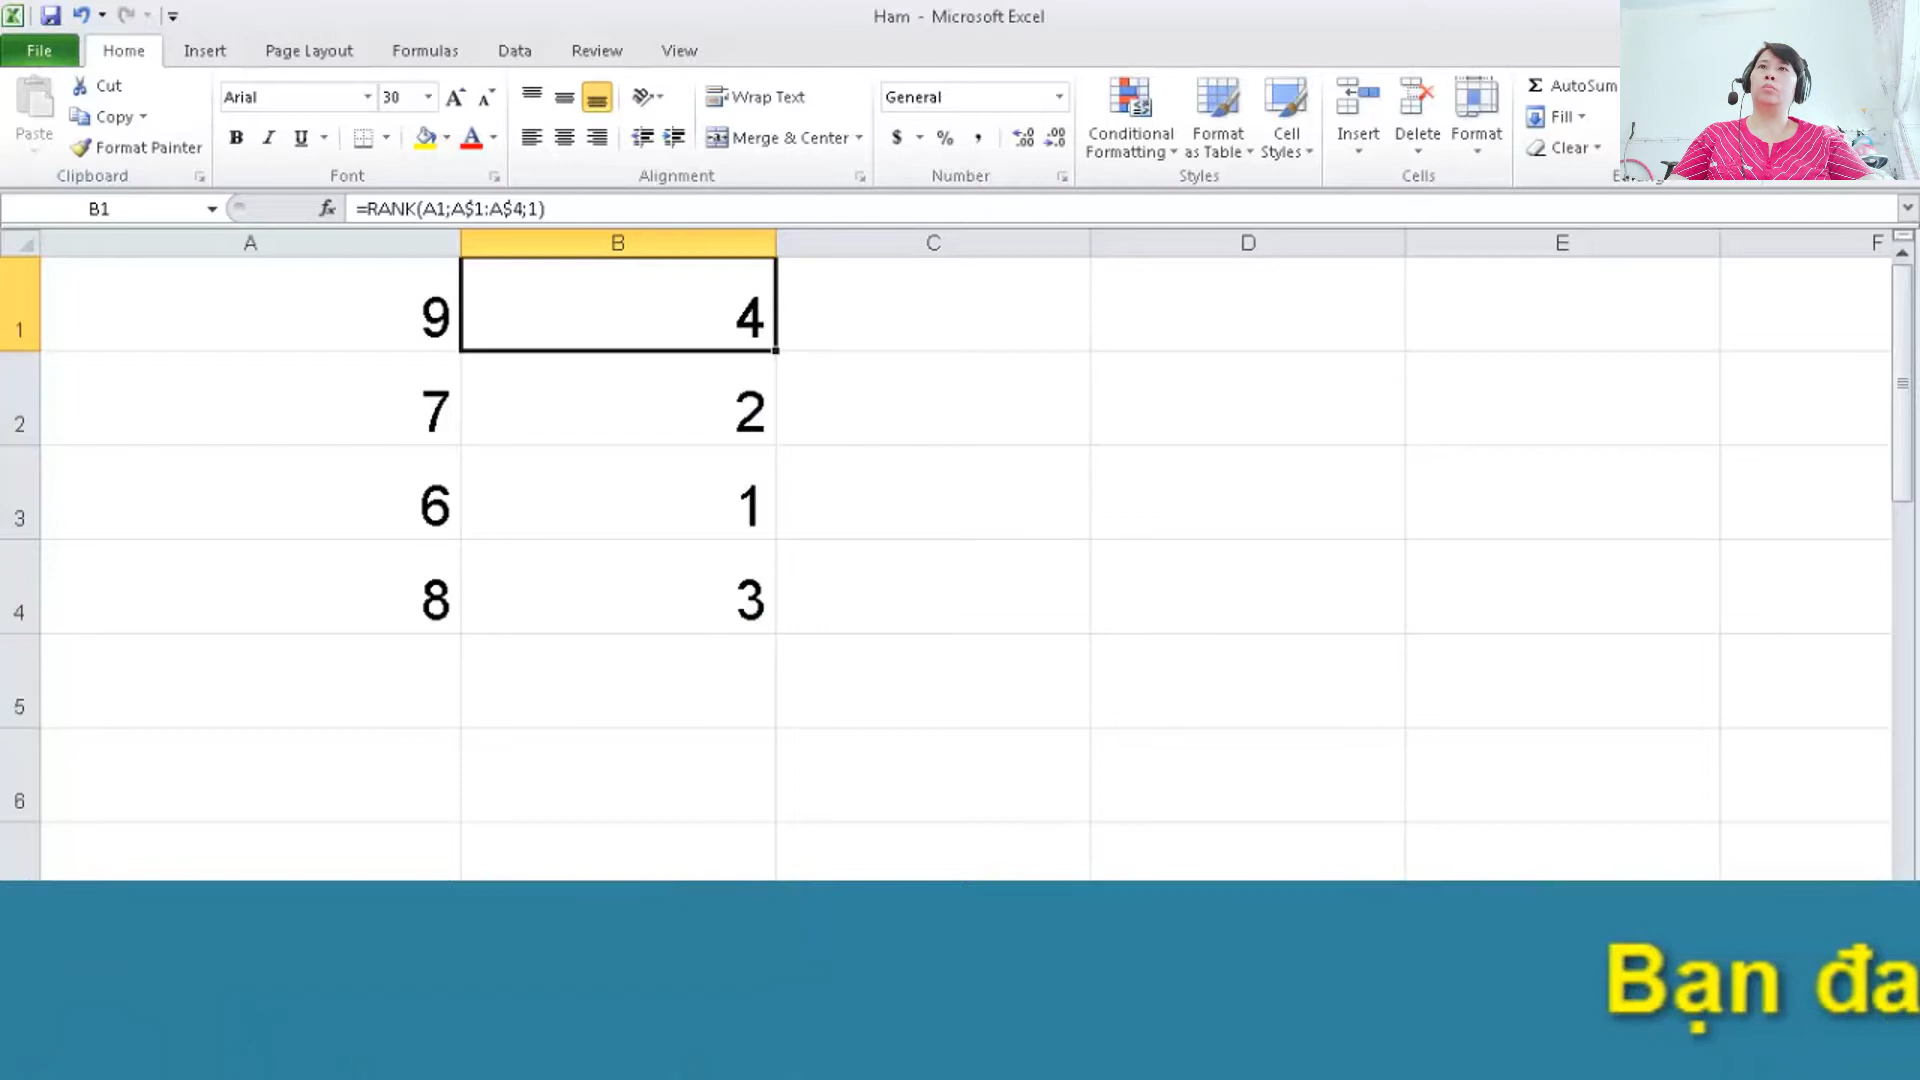 Ham - Microsoft Excel
File Home Insert Page Layout Formulas Data Review View
Paste
Cut
Copy
Format Painter
Clipboard
Arial 30
B I U A
Font
Wrap Text
Merge & Center
Alignment
General
$ % ,
Number
Conditional Formatting
Format as Table
Cell Styles
Styles
Insert Delete Format
Cells
Σ AutoSum
Fill
Clear
B1 fx =RANK(A1;A$1:A$4;1)
A B C D E F
1 9 4
2 7 2
3 6 1
4 8 3
5
6
Bạn đa